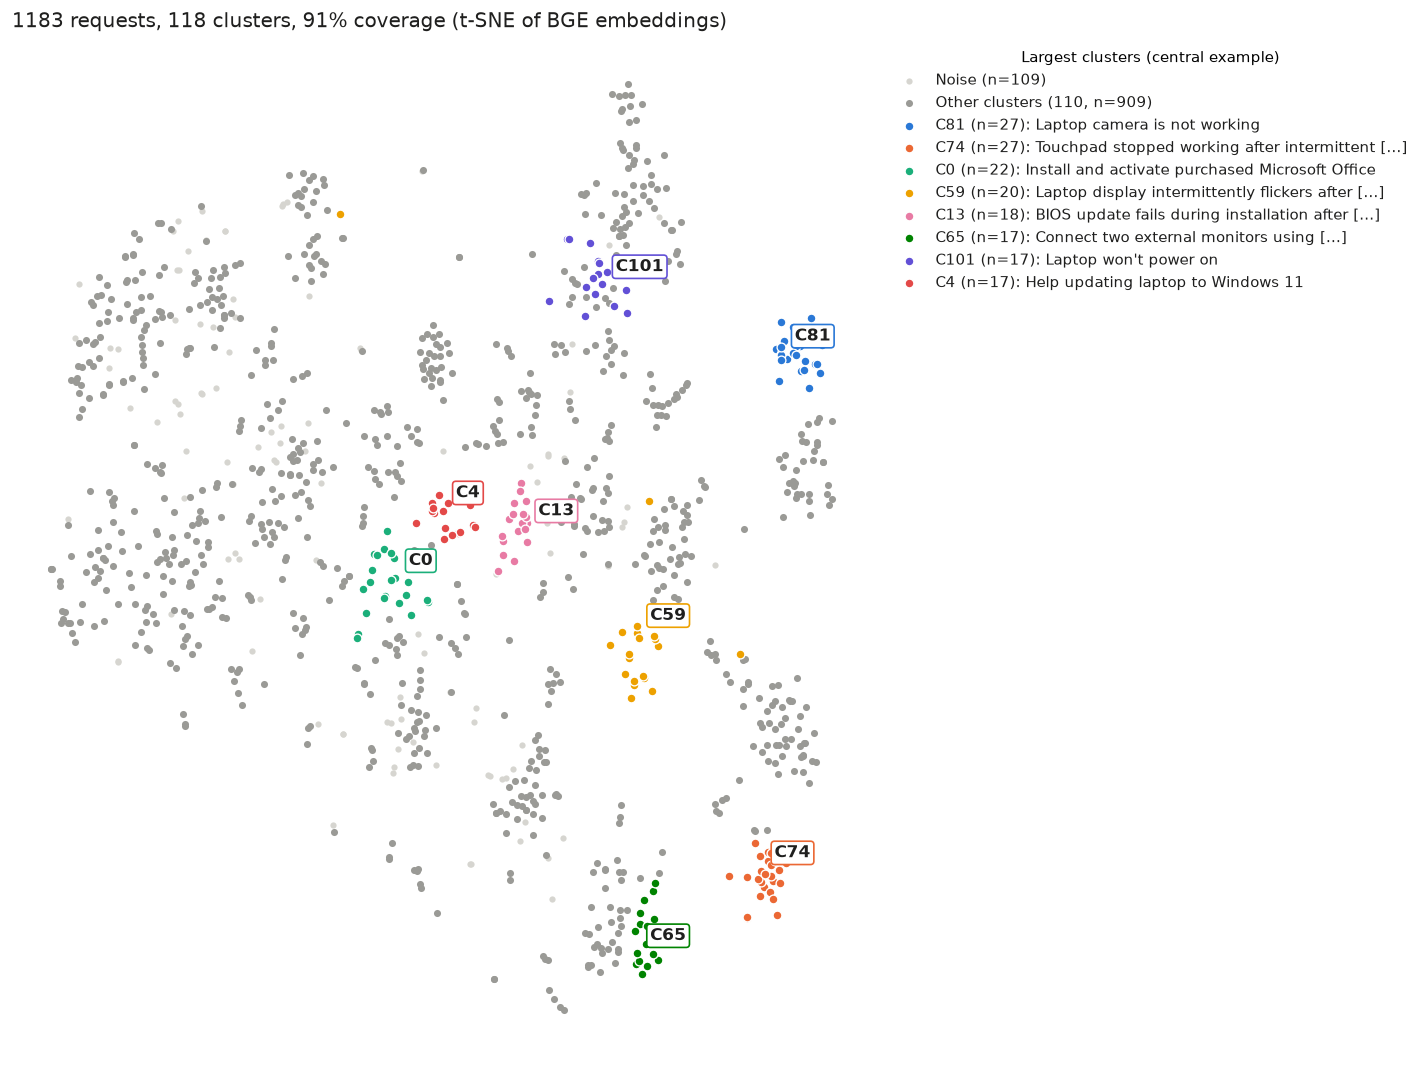 1183 requests, 118 clusters, 91% coverage (t-SNE of BGE embeddings)
Largest clusters (central example)
Noise (n=109)
Other clusters (110, n=909)
C81 (n=27): Laptop camera is not working
C74 (n=27): Touchpad stopped working after intermittent [...]
C0 (n=22): Install and activate purchased Microsoft Office
C59 (n=20): Laptop display intermittently flickers after [...]
C13 (n=18): BIOS update fails during installation after [...]
C65 (n=17): Connect two external monitors using [...]
C101 (n=17): Laptop won't power on
C4 (n=17): Help updating laptop to Windows 11
C101
C81
C4
C13
C0
C59
C74
C65